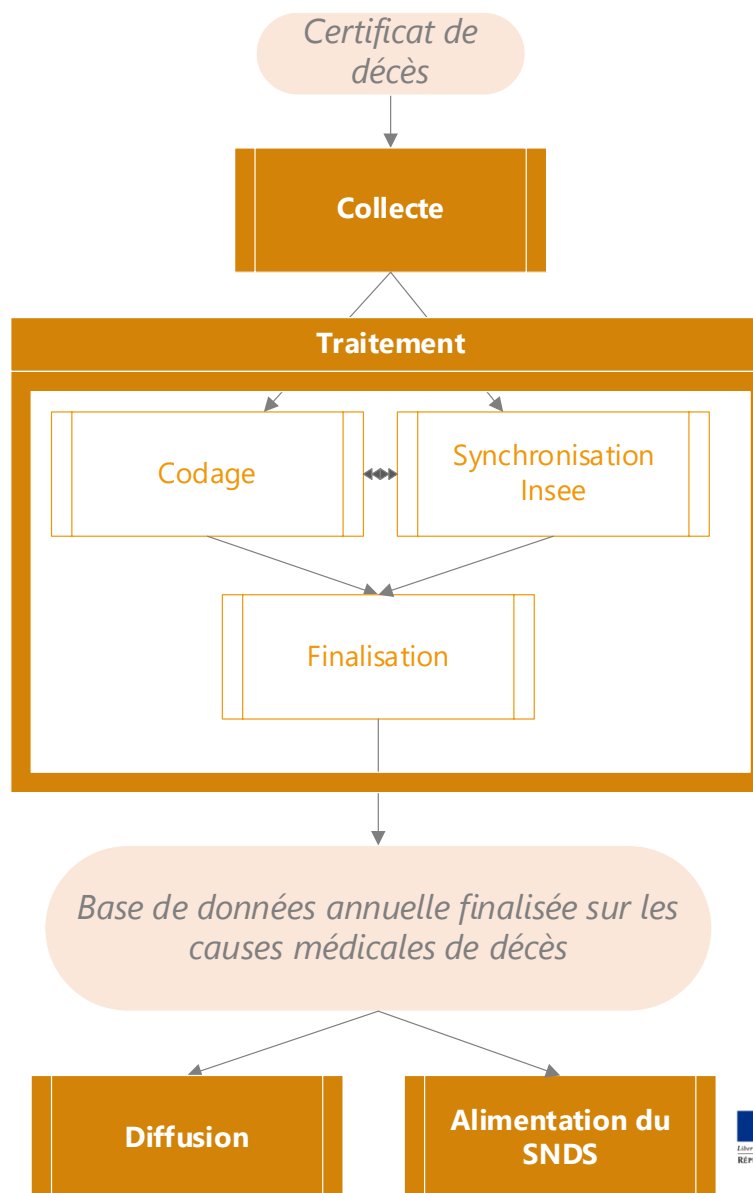 Certificat de
décès
Collecte
Traitement
Codage
Synchronisation
Insee
Finalisation
Base de données annuelle finalisée sur les
causes médicales de décès
Diffusion
Alimentation du
SNDS